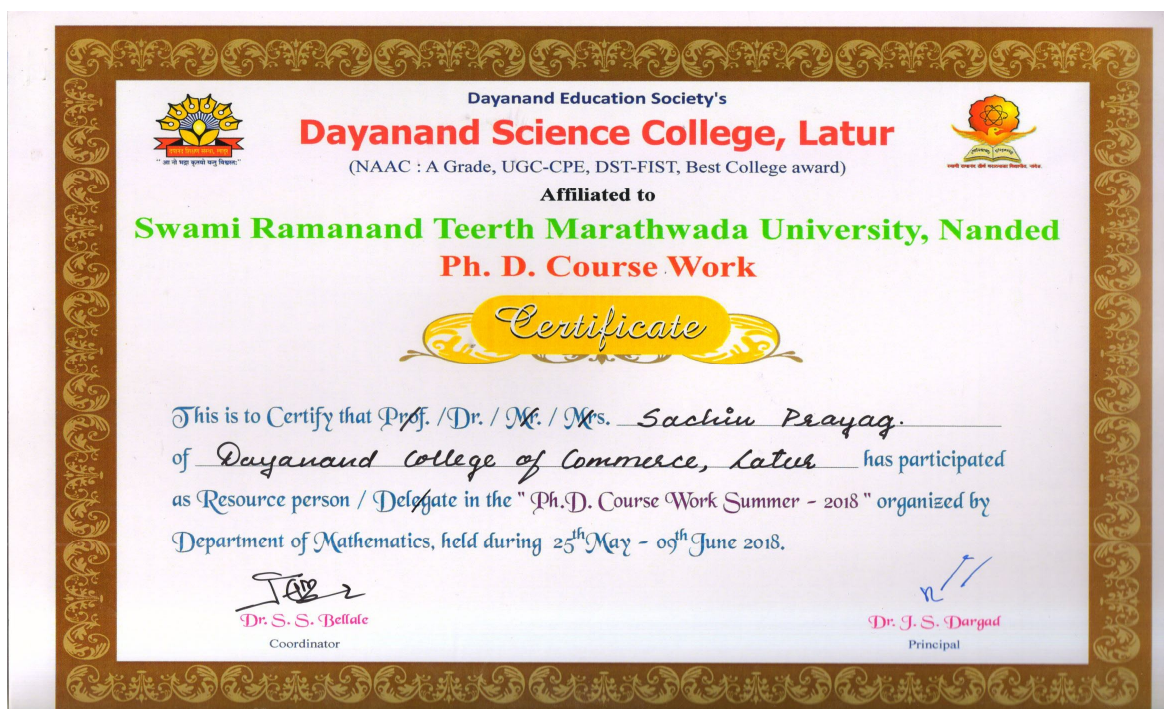 Dayanand Education Society's
Dayanand Science College, Latur
(NAAC : A Grade, UGC-CPE, DST-FIST, Best College award)
Affiliated to
Swami Ramanand Teerth Marathwada University, Nanded
Ph. D. Course Work
Certificate
This is to Certify that Prof. /Dr. / Mr. / Mrs. Sachin Prayag.
of Dayanand College of Commerce, Latur has participated
as Resource person / Delegate in the " Ph.D. Course Work Summer - 2018 " organized by
Department of Mathematics, held during 25th May - 09th June 2018.
Dr. S. S. Bellale
Coordinator
Dr. J. S. Dargad
Principal